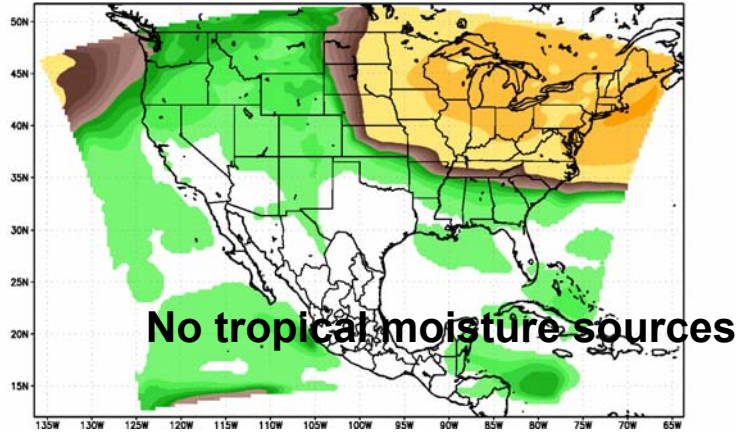 50N
45N
40N
35N
30N
25N
20N
15N
No tropical moisture sources
135W 130W 125W 120W 115W 110W 105W 100W 95W 90W 85W 80W 75W 70W 65W